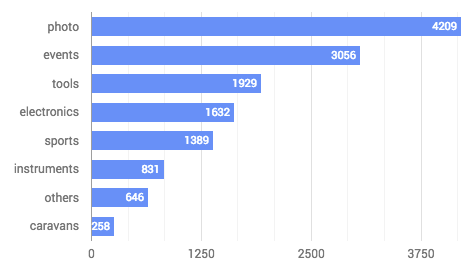 photo 4209
events 3056
tools 1929
electronics 1632
sports 1389
instruments 831
others 646
caravans 258
0 1250 2500 3750